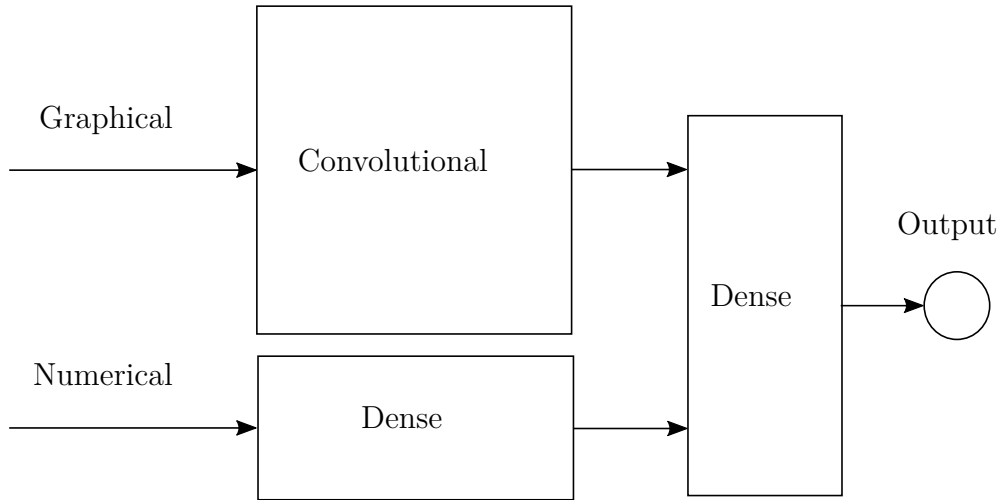 Graphical
Convolutional
Output
Dense
Numerical
Dense